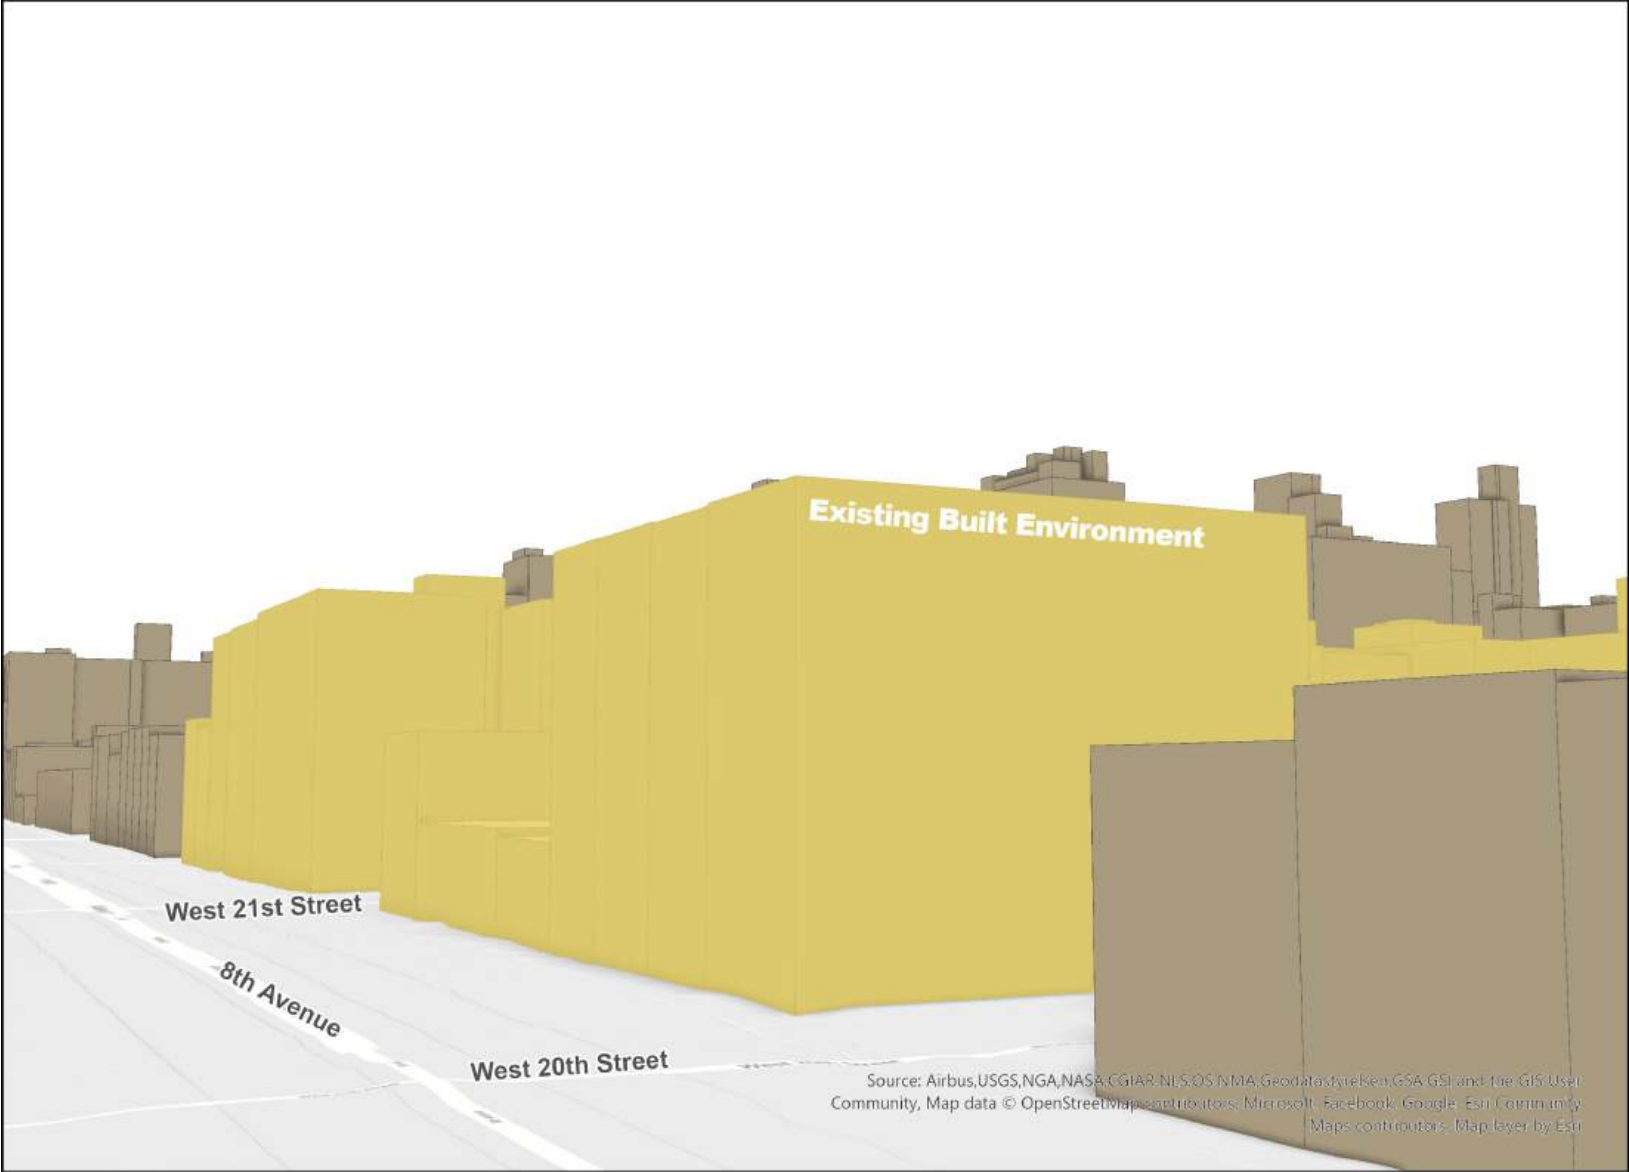 Existing Built Environment
West 21st Street
8th Avenue
West 20th Street
Source: Airbus,USGS,NGA,NASA,CGIAR,NLS,OS,NMA,Geodatastyrelsen,GSA,GSI and the GIS User
Community, Map data © OpenStreetMap contributors, Microsoft, Facebook, Google, Esri Community
Maps contributors, Map layer by Esri